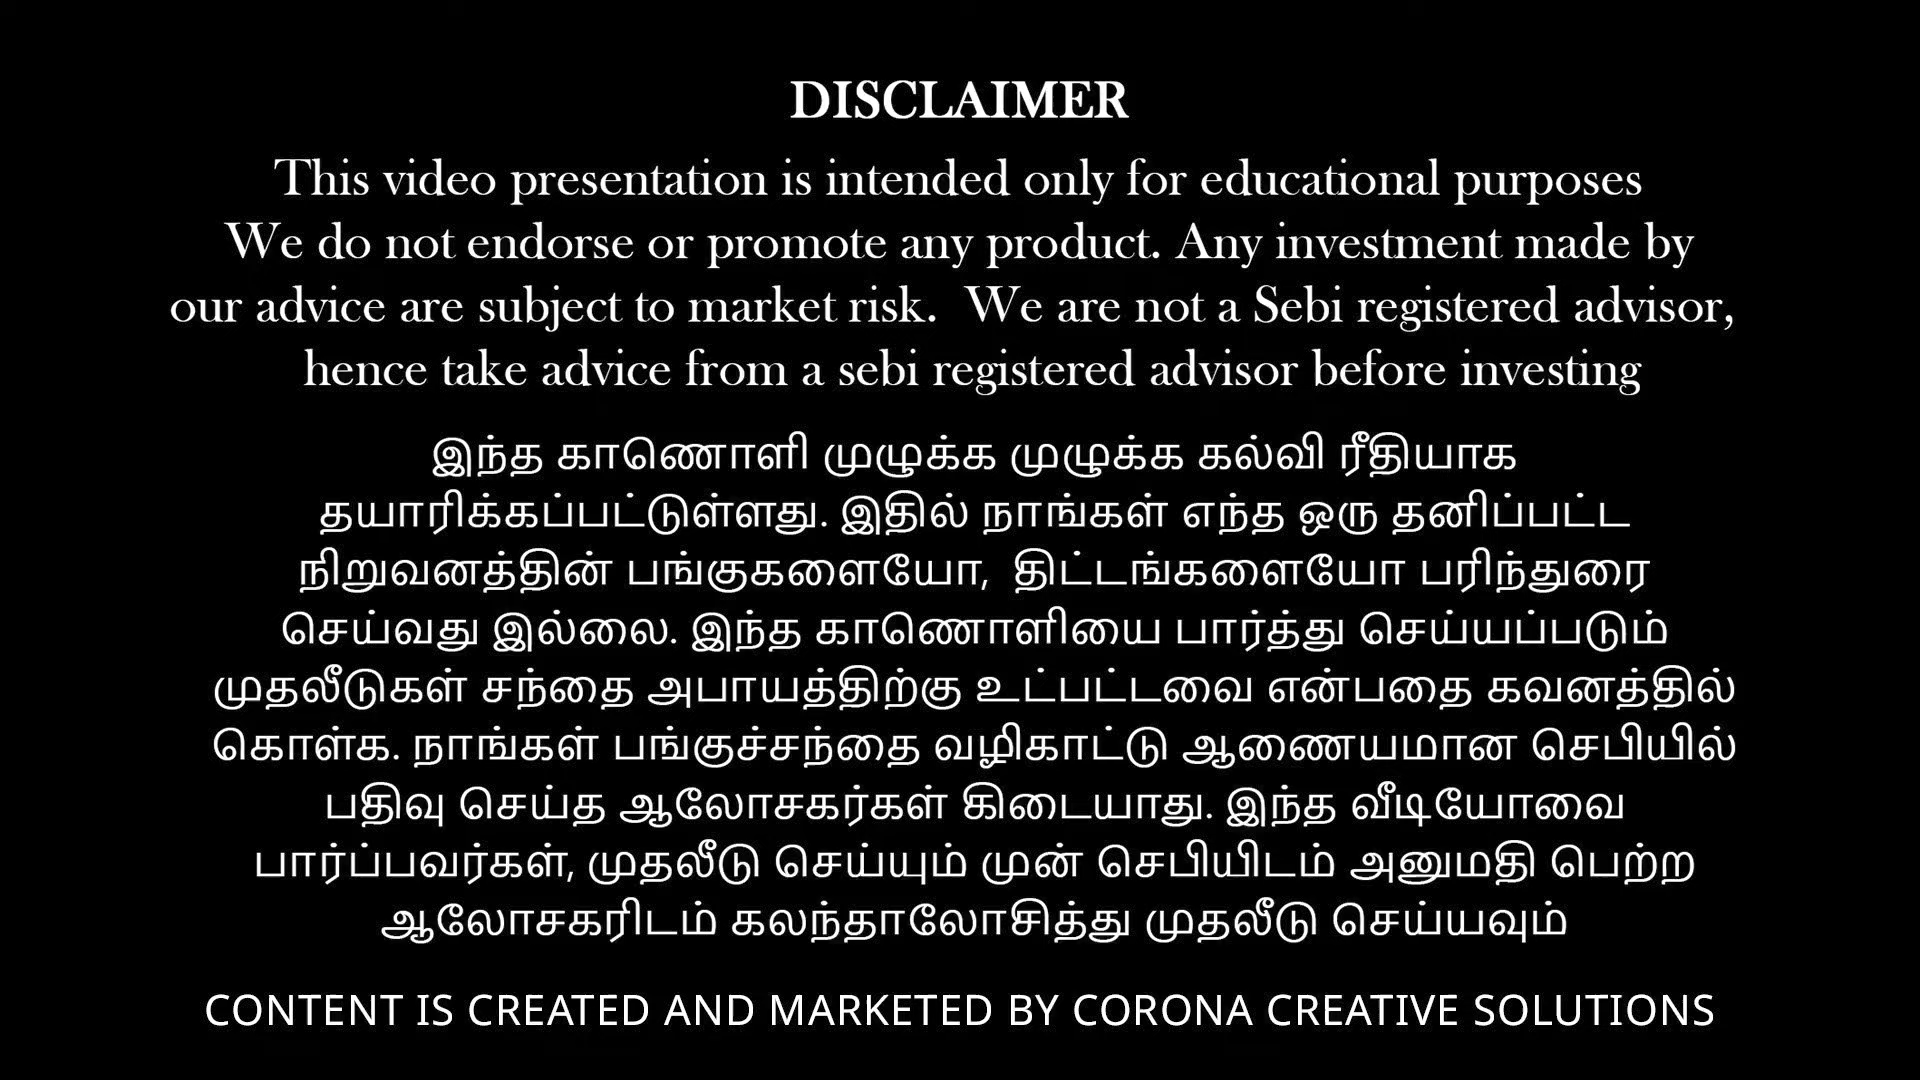 DISCLAIMER
This video presentation is intended only for educational purposes
We do not endorse or promote any product. Any investment made by
our advice are subject to market risk. We are not a Sebi registered advisor,
hence take advice from a sebi registered advisor before investing
இந்த காணொளி முழுக்க முழுக்க கல்வி ரீதியாக
தயாரிக்கப்பட்டுள்ளது. இதில் நாங்கள் எந்த ஒரு தனிப்பட்ட
நிறுவனத்தின் பங்குகளையோ, திட்டங்களையோ பரிந்துரை
செய்வது இல்லை. இந்த காணொளியை பார்த்து செய்யப்படும்
முதலீடுகள் சந்தை அபாயத்திற்கு உட்பட்டவை என்பதை கவனத்தில்
கொள்க. நாங்கள் பங்குச்சந்தை வழிகாட்டு ஆணையமான செபியில்
பதிவு செய்த ஆலோசகர்கள் கிடையாது. இந்த வீடியோவை
பார்ப்பவர்கள், முதலீடு செய்யும் முன் செபியிடம் அனுமதி பெற்ற
ஆலோசகரிடம் கலந்தாலோசித்து முதலீடு செய்யவும்
CONTENT IS CREATED AND MARKETED BY CORONA CREATIVE SOLUTIONS